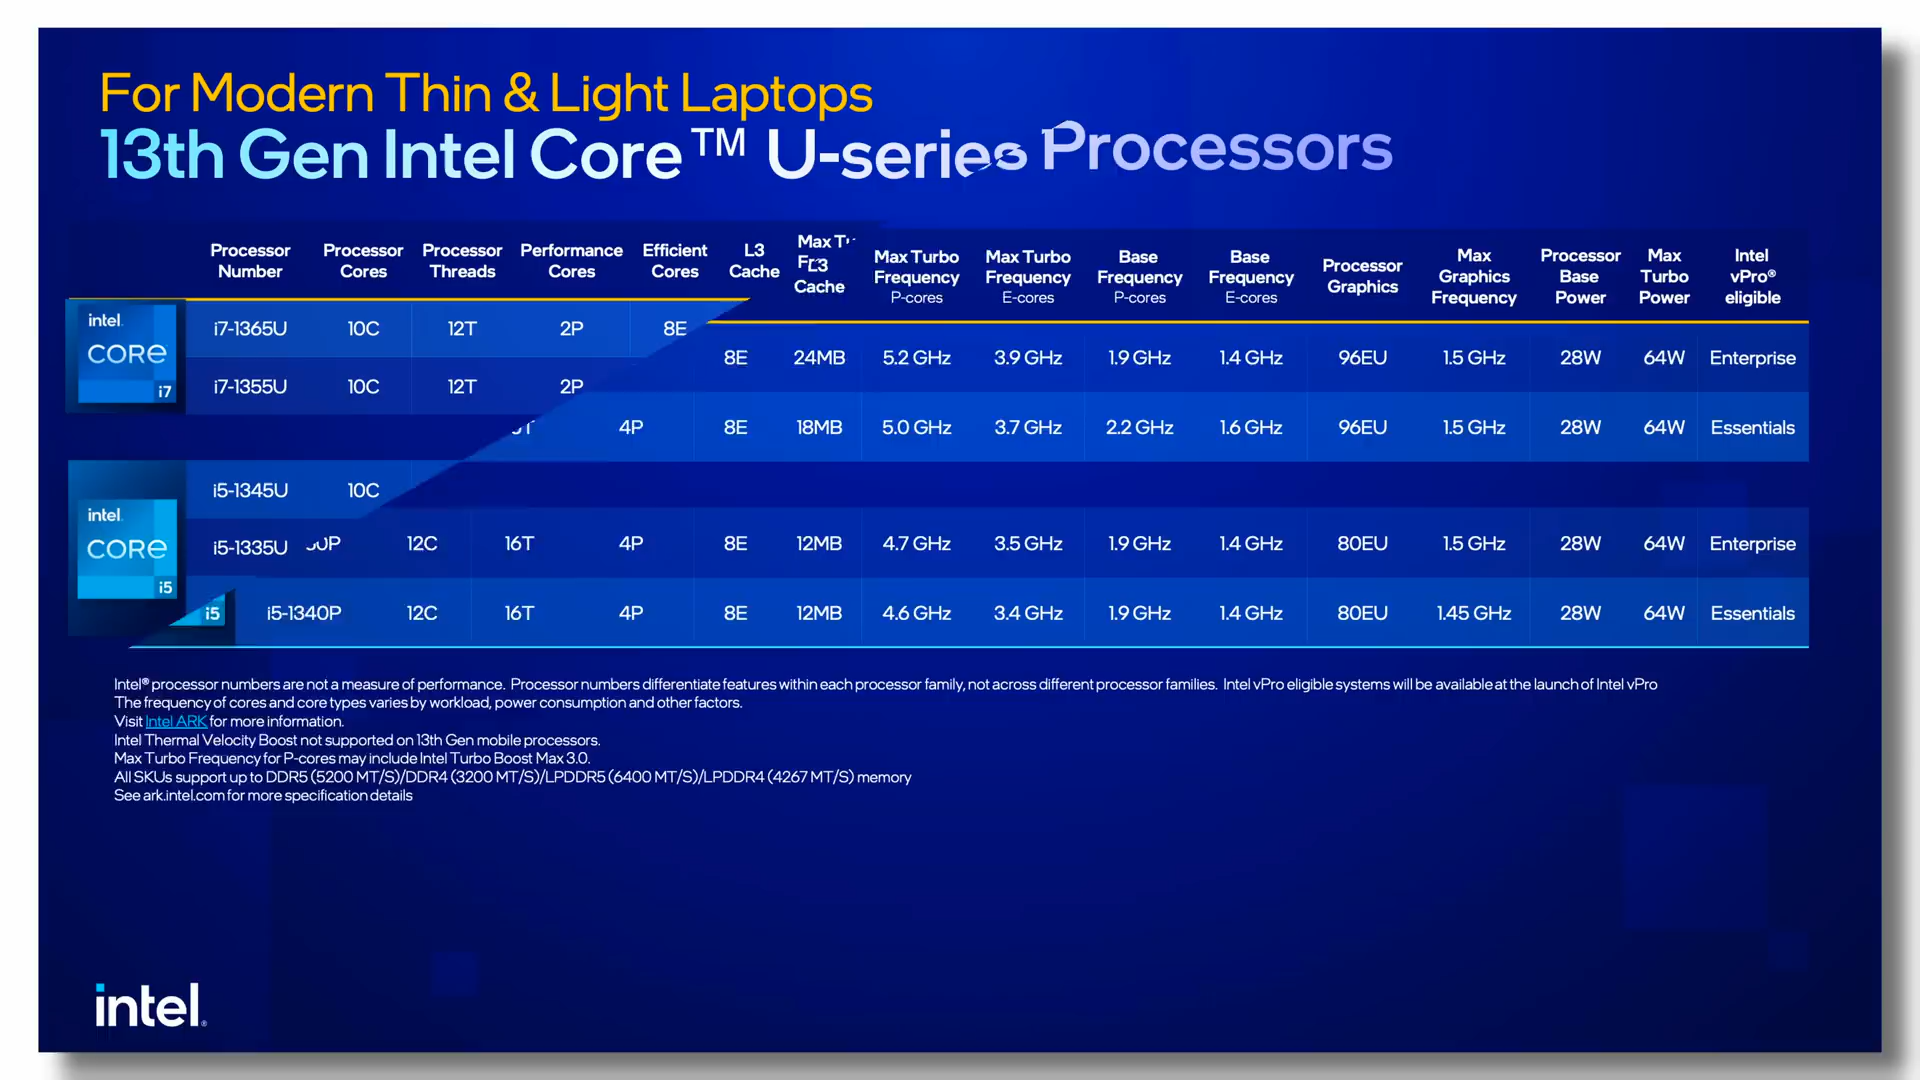 For Modern Thin & Light Laptops
13th Gen Intel Core™ U-series Processors
Processor Number Processor Cores Processor Threads Performance Cores Efficient Cores L3 Cache Max L3 Cache Max Turbo Frequency P-cores Max Turbo Frequency E-cores Base Frequency P-cores Base Frequency E-cores Processor Graphics Max Graphics Frequency Processor Base Power Max Turbo Power Intel vPro® eligible
intel. CORE i7
i7-1365U 10C 12T 2P 8E
8E 24MB 5.2 GHz 3.9 GHz 1.9 GHz 1.4 GHz 96EU 1.5 GHz 28W 64W Enterprise
i7-1355U 10C 12T 2P
4P 8E 18MB 5.0 GHz 3.7 GHz 2.2 GHz 1.6 GHz 96EU 1.5 GHz 28W 64W Essentials
intel. CORE i5
i5-1345U 10C
i5-1335U 12C 16T 4P 8E 12MB 4.7 GHz 3.5 GHz 1.9 GHz 1.4 GHz 80EU 1.5 GHz 28W 64W Enterprise
i5 i5-1340P 12C 16T 4P 8E 12MB 4.6 GHz 3.4 GHz 1.9 GHz 1.4 GHz 80EU 1.45 GHz 28W 64W Essentials
Intel® processor numbers are not a measure of performance. Processor numbers differentiate features within each processor family, not across different processor families. Intel vPro eligible systems will be available at the launch of Intel vPro
The frequency of cores and core types varies by workload, power consumption and other factors.
Visit Intel ARK for more information.
Intel Thermal Velocity Boost not supported on 13th Gen mobile processors.
Max Turbo Frequency for P-cores may include Intel Turbo Boost Max 3.0.
All SKUs support up to DDR5 (5200 MT/S)/DDR4 (3200 MT/S)/LPDDR5 (6400 MT/S)/LPDDR4 (4267 MT/S) memory
See ark.intel.com for more specification details
intel.